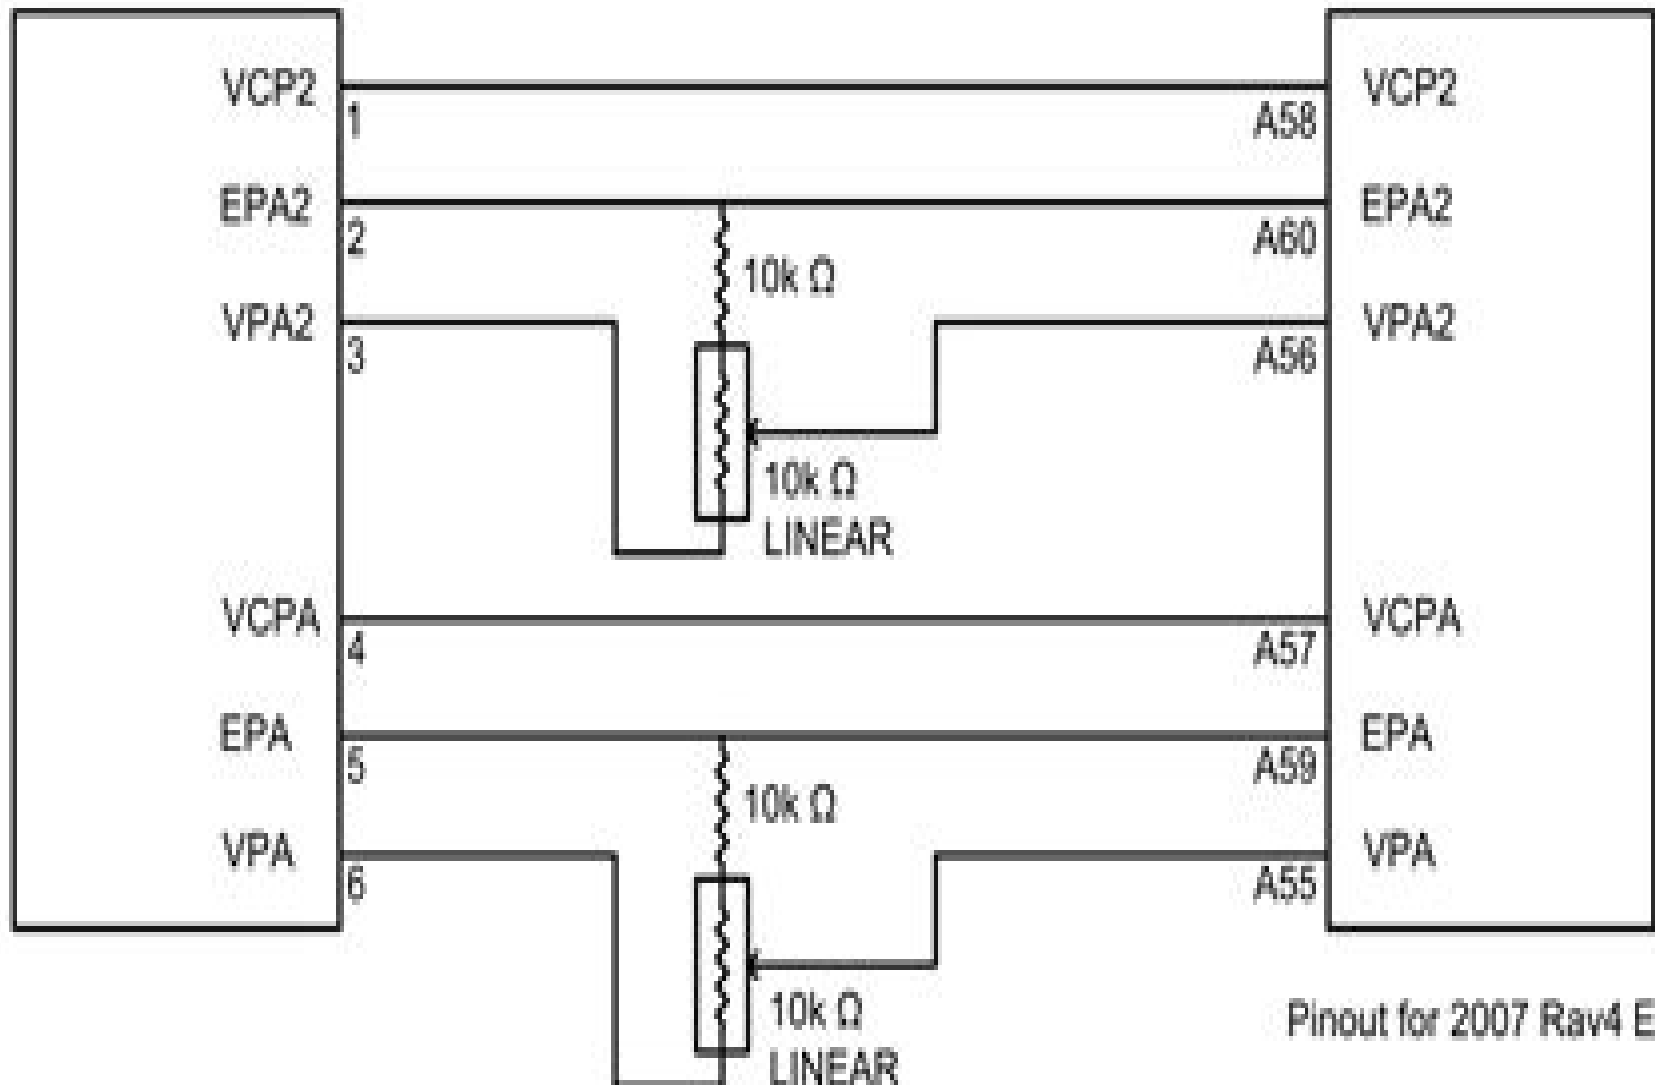 VCP2
1
A58
VCP2
EPA2
2
A60
EPA2
10k Ω
VPA2
3
A56
VPA2
10k Ω
LINEAR
VCPA
4
A57
VCPA
EPA
5
A59
EPA
10k Ω
VPA
6
A55
VPA
10k Ω
LINEAR
Pinout for 2007 Rav4 E